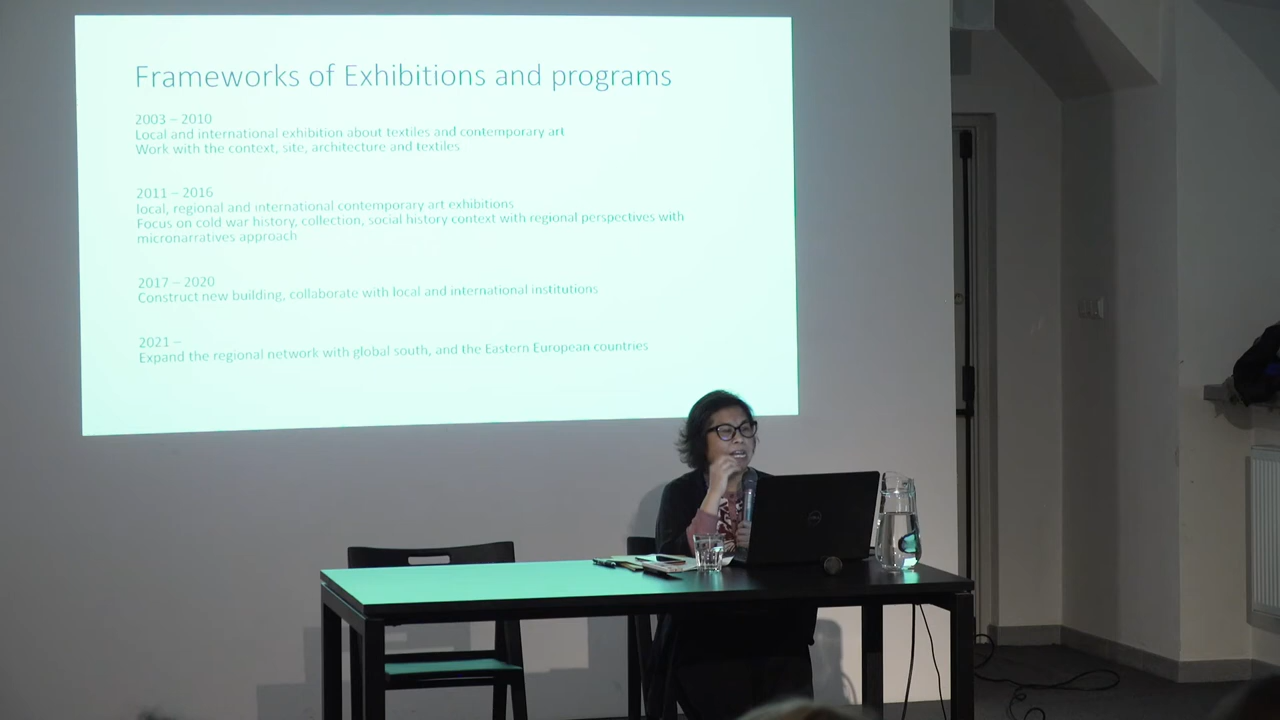 Frameworks of Exhibitions and programs
2003 – 2010
Local and international exhibition about textiles and contemporary art
Work with the context, site, architecture and textiles
2011 – 2016
local, regional and international contemporary art exhibitions
Focus on cold war history, collection, social history context with regional perspectives with
micronarratives approach
2017 – 2020
Construct new building, collaborate with local and international institutions
2021 –
Expand the regional network with global south, and the Eastern European countries
DELL